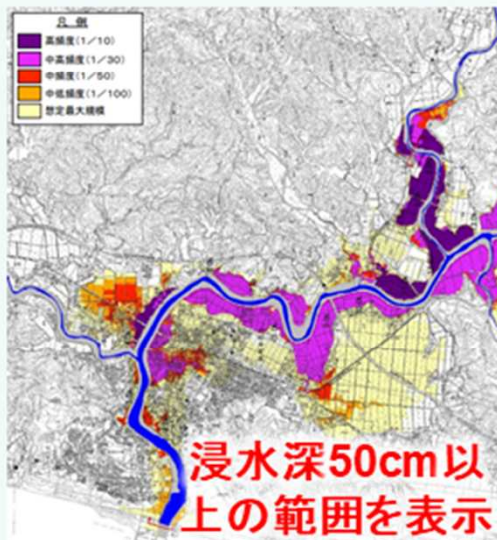 凡例
高頻度(1/10)
中高頻度(1/30)
中頻度(1/50)
中低頻度(1/100)
想定最大規模
浸水深50cm以
上の範囲を表示